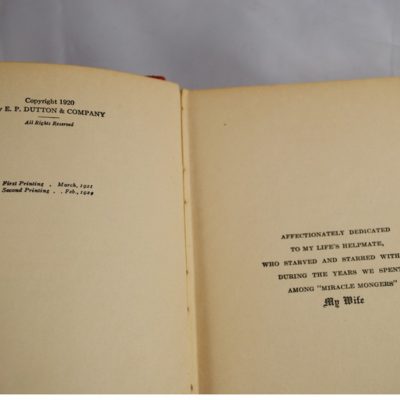 Copyright 1920
E. P. DUTTON & COMPANY
All Rights Reserved
First Printing . March, 1921
Second Printing . . Feb., 1929
AFFECTIONATELY DEDICATED
TO MY LIFE'S HELPMATE,
WHO STARVED AND STARRED WITH
DURING THE YEARS WE SPENT
AMONG "MIRACLE MONGERS"
My Wife